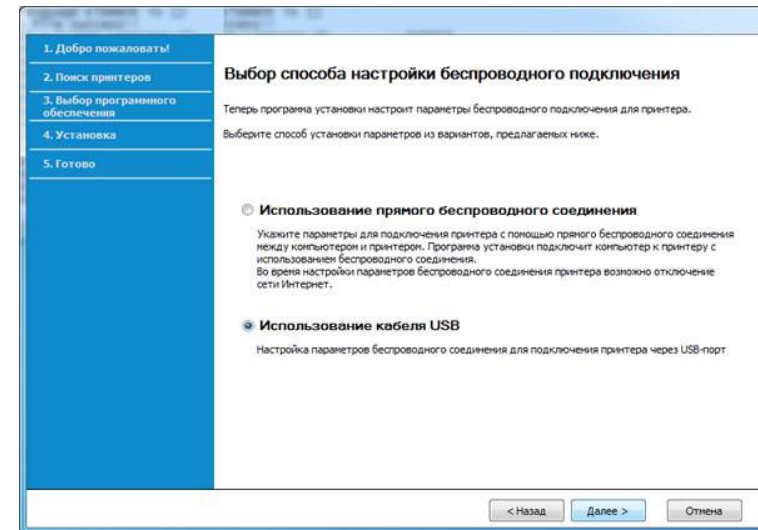 1. Добро пожаловать!
2. Поиск принтеров
3. Выбор программного
обеспечения
4. Установка
5. Готово
Выбор способа настройки беспроводного подключения
Теперь программа установки настроит параметры беспроводного подключения для принтера.
Выберите способ установки параметров из вариантов, предлагаемых ниже.
Использование прямого беспроводного соединения
Укажите параметры для подключения принтера с помощью прямого беспроводного соединения
между компьютером и принтером. Программа установки подключит компьютер к принтеру с
использованием беспроводного соединения.
Во время настройки параметров беспроводного соединения принтера возможно отключение
сети Интернет.
Использование кабеля USB
Настройка параметров беспроводного соединения для подключения принтера через USB-порт
< Назад
Далее >
Отмена